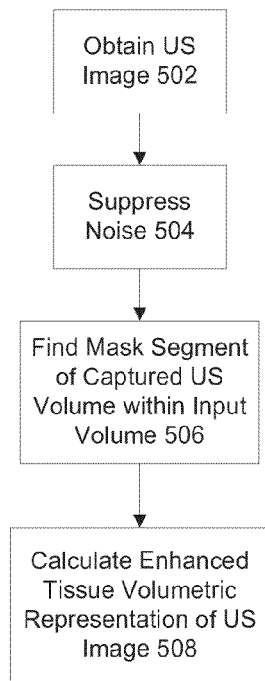 Obtain US
Image 502
Suppress
Noise 504
Find Mask Segment
of Captured US
Volume within Input
Volume 506
Calculate Enhanced
Tissue Volumetric
Representation of US
Image 508